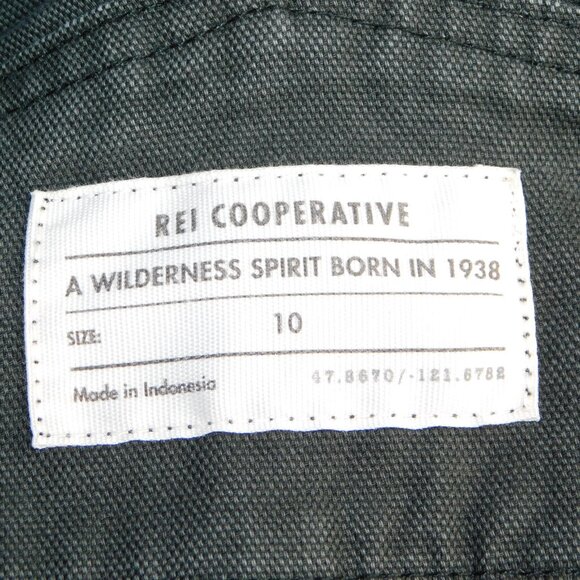 REI COOPERATIVE
A WILDERNESS SPIRIT BORN IN 1938
SIZE: 10
Made in Indonesia 47.8670/-121.6782